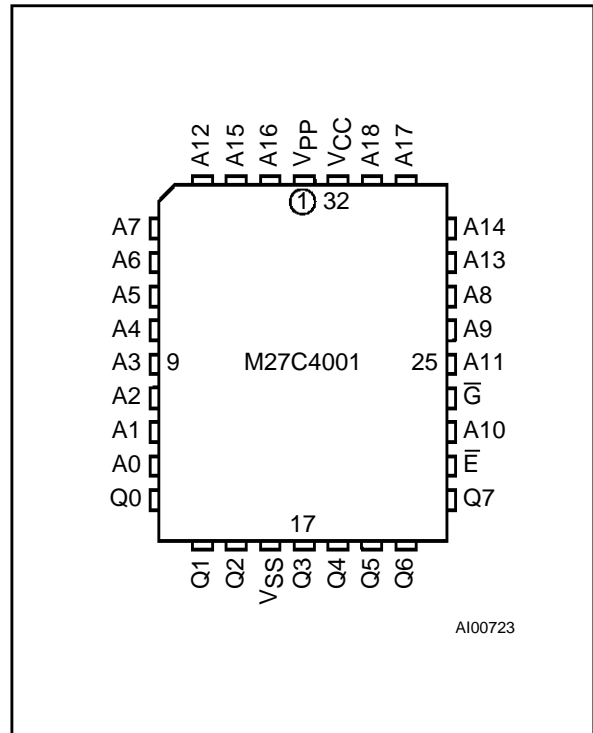 A12 A15 A16 VPP VCC A18 A17
1 32
A7 A14
A6 A13
A5 A8
A4 A9
A3 9 M27C4001 25 A11
A2 G̅
A1 A10
A0 E̅
Q0 Q7
17
Q1 Q2 VSS Q3 Q4 Q5 Q6
AI00723